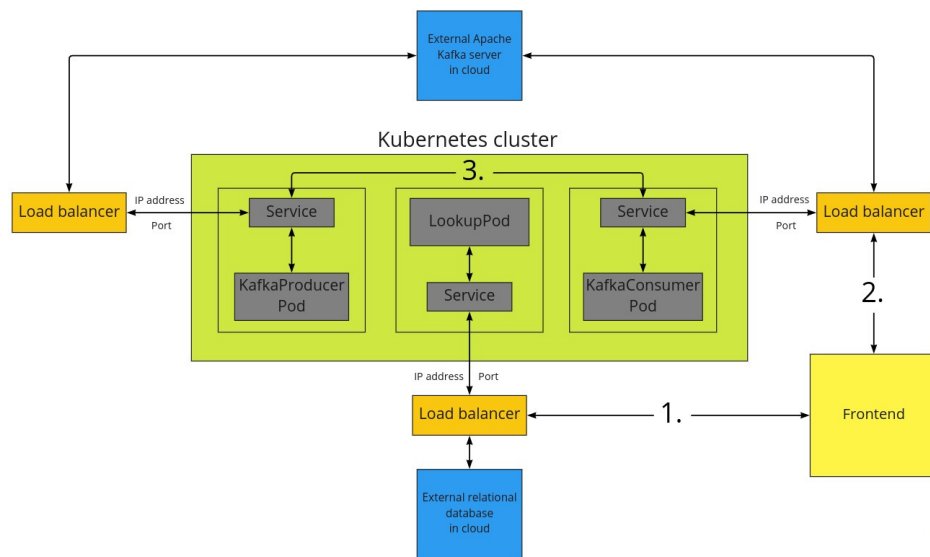 External Apache
Kafka server
in cloud
Kubernetes cluster
3.
Load balancer
IP address
Port
Service
KafkaProducer
Pod
LookupPod
Service
Service
KafkaConsumer
Pod
IP address
Port
Load balancer
2.
IP address
Port
Load balancer
1.
Frontend
External relational
database
in cloud